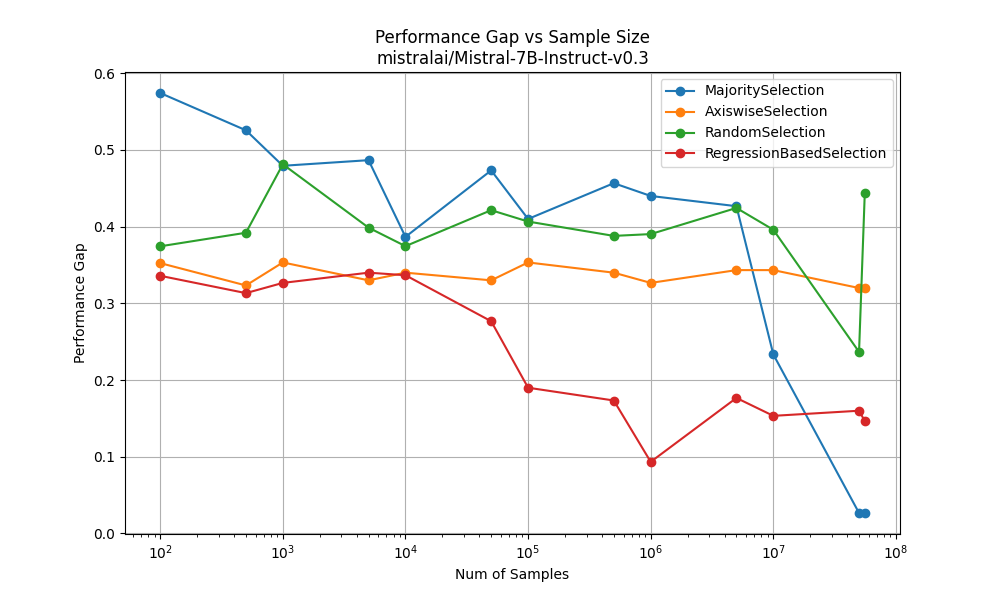 Performance Gap vs Sample Size
mistralai/Mistral-7B-Instruct-v0.3
MajoritySelection
AxiswiseSelection
RandomSelection
RegressionBasedSelection
Performance Gap
0.6
0.5
0.4
0.3
0.2
0.1
0.0
10²
10³
10⁴
10⁵
10⁶
10⁷
10⁸
Num of Samples